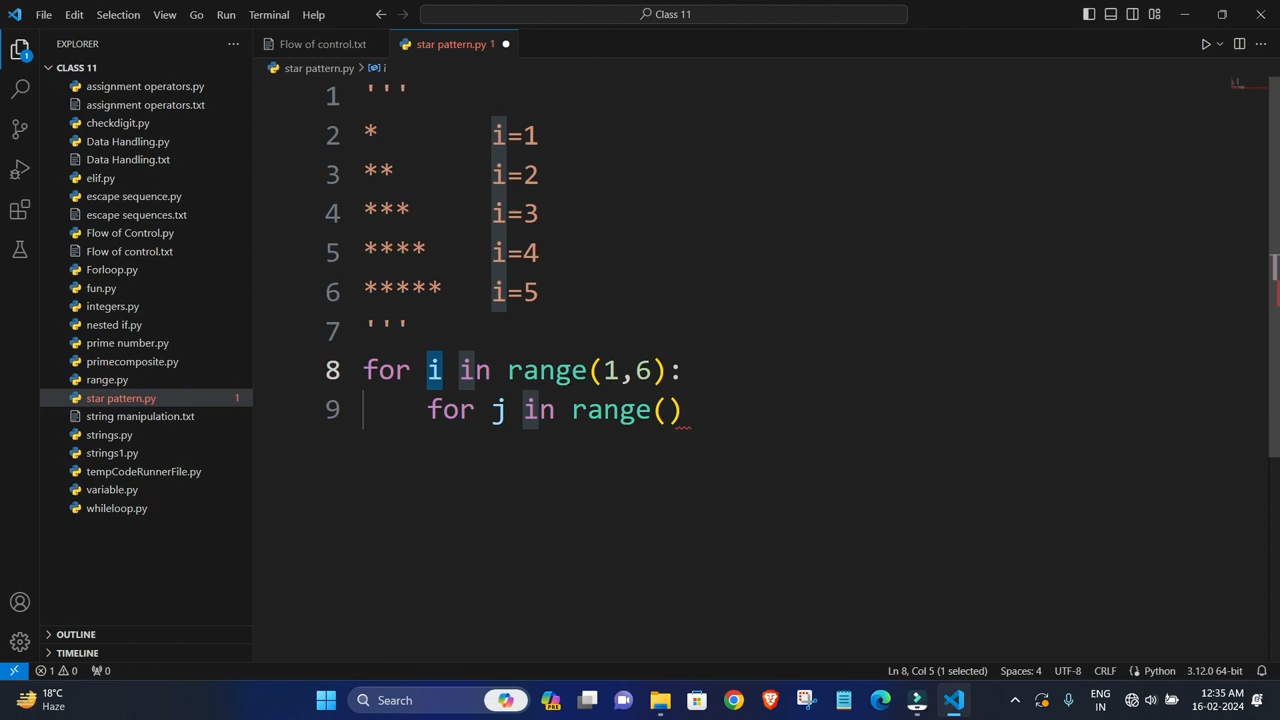 File Edit Selection View Go Run Terminal Help
Class 11
EXPLORER
CLASS 11
assignment operators.py
assignment operators.txt
checkdigit.py
Data Handling.py
Data Handling.txt
elif.py
escape sequence.py
escape sequences.txt
Flow of Control.py
Flow of control.txt
Forloop.py
fun.py
integers.py
nested if.py
prime number.py
primecomposite.py
range.py
star pattern.py 1
string manipulation.txt
strings.py
strings1.py
tempCodeRunnerFile.py
variable.py
whileloop.py
OUTLINE
TIMELINE
Flow of control.txt star pattern.py 1
star pattern.py > i
1 '''
2 * i=1
3 ** i=2
4 *** i=3
5 **** i=4
6 ***** i=5
7 '''
8 for i in range(1,6):
9 for j in range()
1
1 0 0
Ln 8, Col 5 (1 selected) Spaces: 4 UTF-8 CRLF Python 3.12.0 64-bit
18°C
Haze
Search
PRE
ENG
IN
12:35 AM
16-02-2024